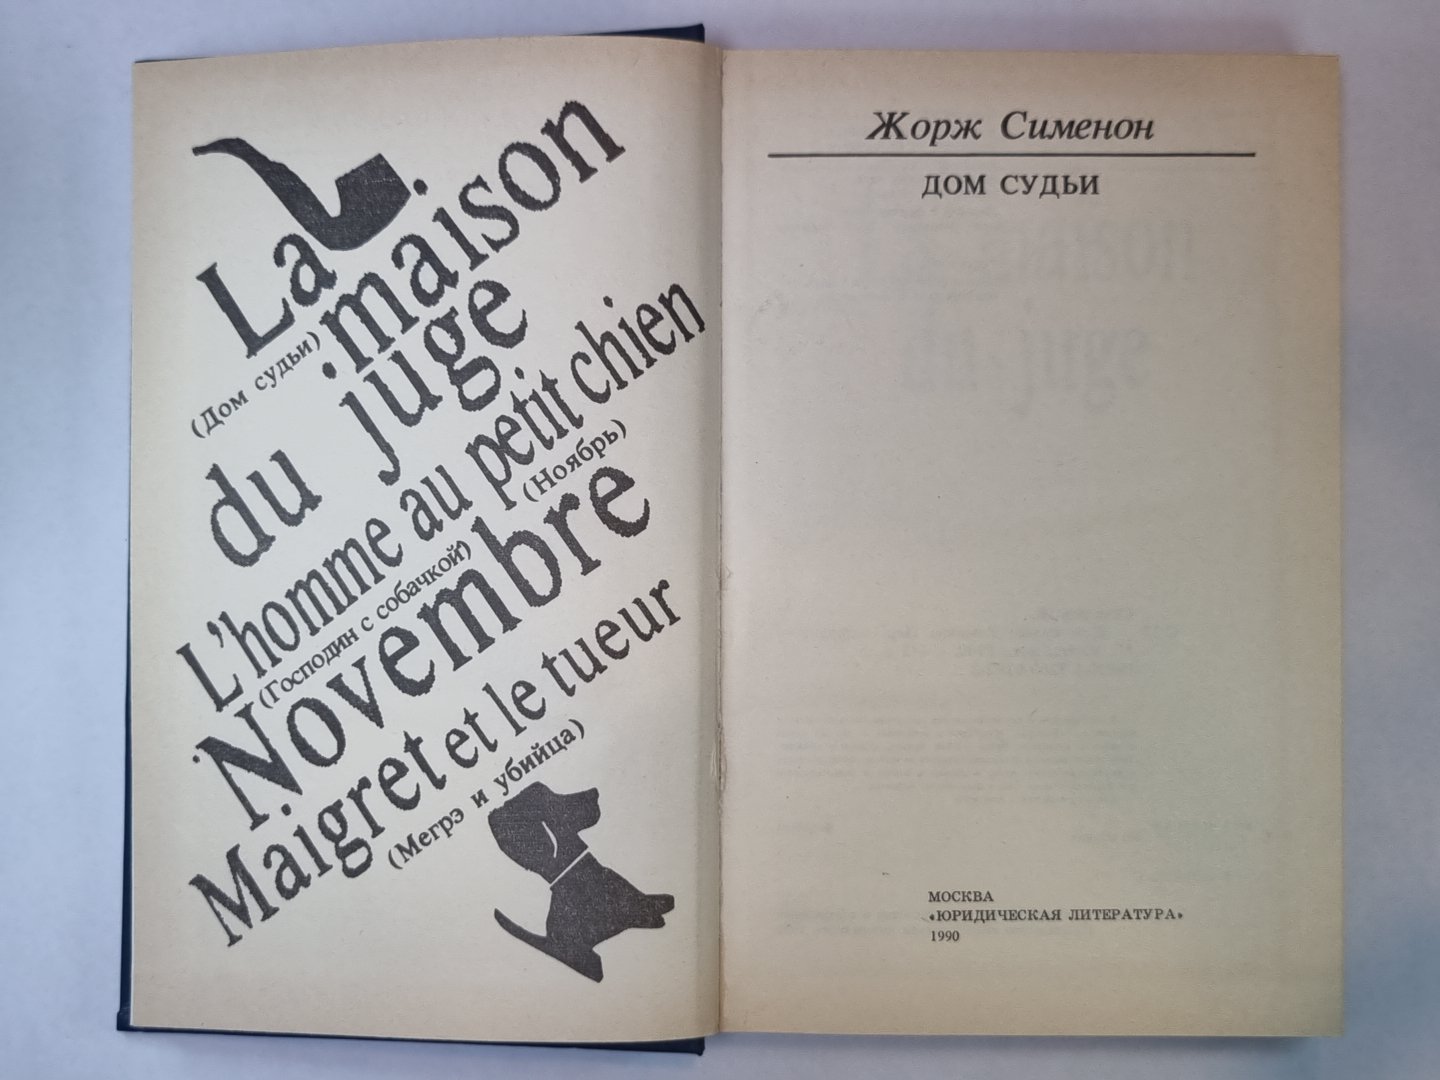 La maison
(Дом судьи)
du juge
L'homme au petit chien
(Господин с собачкой)
(Ноябрь)
Novembre
Maigret et le tueur
(Мегрэ и убийца)
Жорж Сименон
ДОМ СУДЬИ
МОСКВА
«ЮРИДИЧЕСКАЯ ЛИТЕРАТУРА»
1990